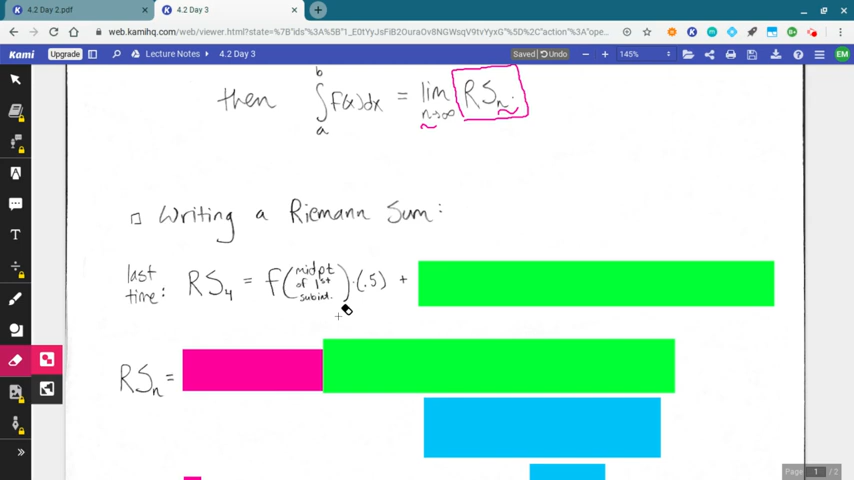 4.2 Day 2.pdf
4.2 Day 3
web.kamihq.com/web/viewer.html?state=%7B"ids"%3A%5B"1_E0tYyJsFiB2OuraOv8NGWsqV9tvYyxG"%5D%2C"action"%3A"ope...
Kami
Upgrade
Lecture Notes
4.2 Day 3
Saved
Undo
145%
EM
then ∫ₐᵇ f(x)dx = lim n→∞ RSₙ.
□ Writing a Riemann Sum:
last time: RS₄ = f(midpt of 1st subid.)·(.5) +
RSₙ =
Page 1 / 2